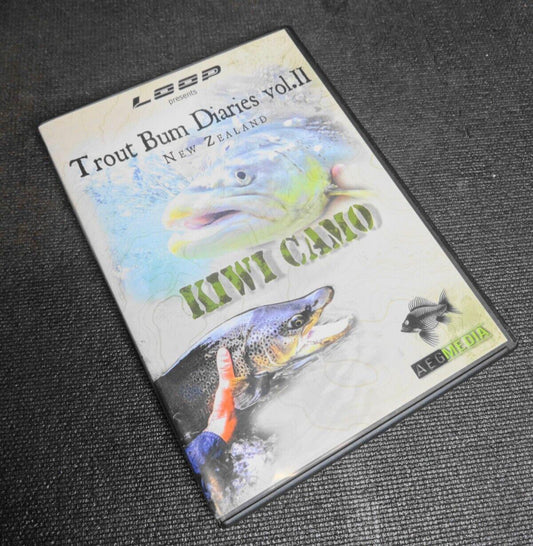 LOOP
presents
Trout Bum Diaries vol.II
New Zealand
KIWI CAMO
AEGMEDIA